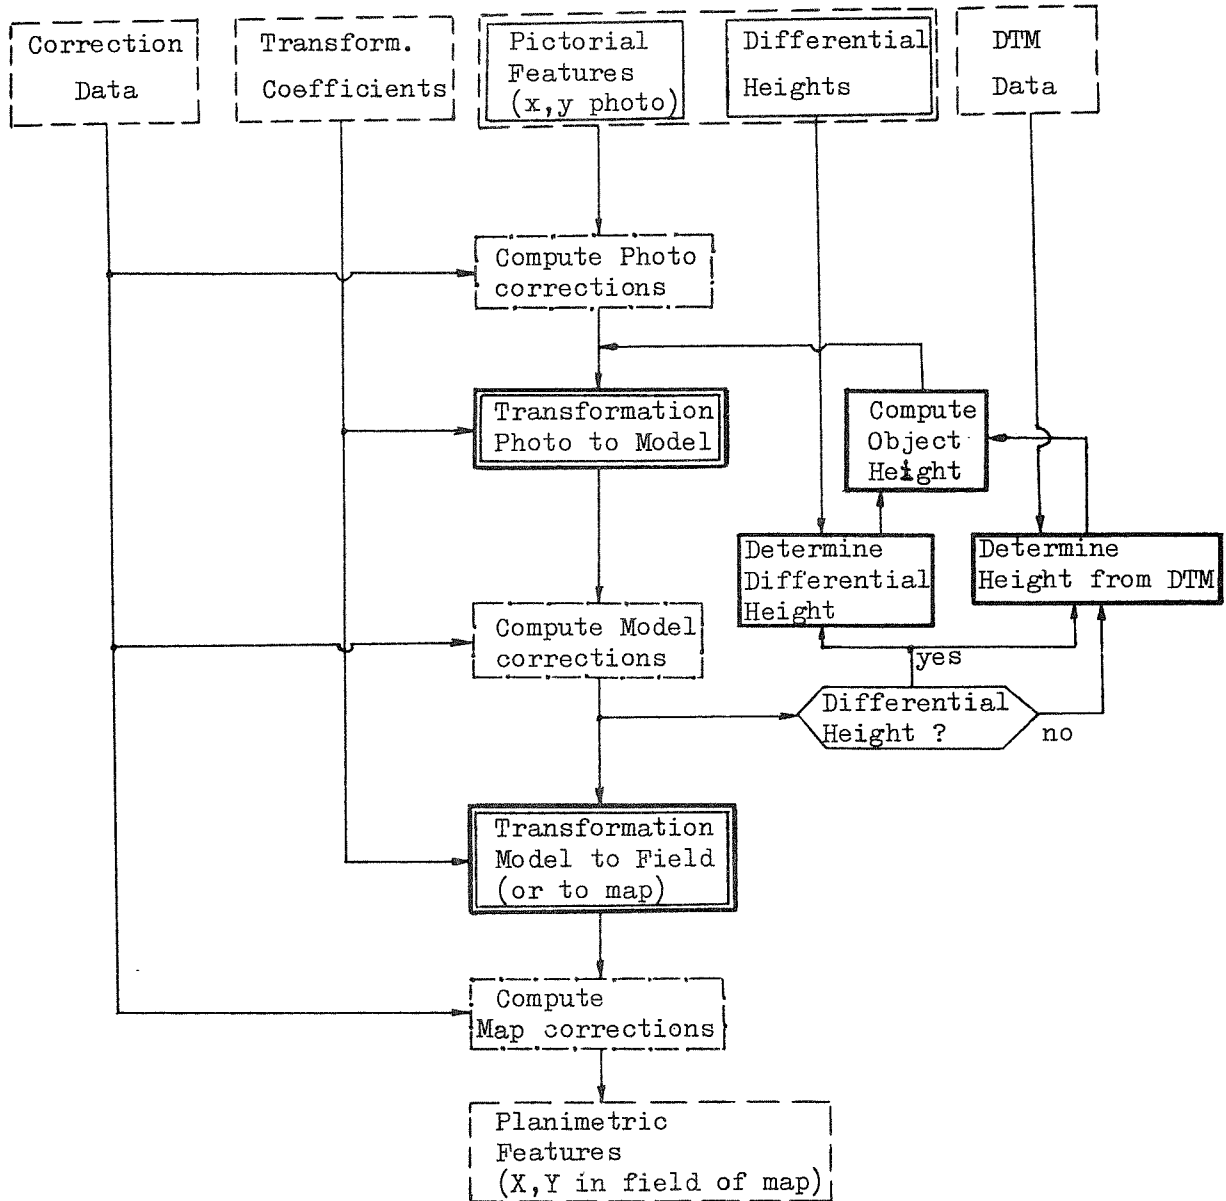 Correction
Data
Transform.
Coefficients
Pictorial
Features
(x,y photo)
Differential
Heights
DTM
Data
Compute Photo
corrections
Transformation
Photo to Model
Compute
Object
Height
Determine
Differential
Height
Determine
Height from DTM
Compute Model
corrections
yes
Differential
Height ?
no
Transformation
Model to Field
(or to map)
Compute
Map corrections
Planimetric
Features
(X,Y in field of map)